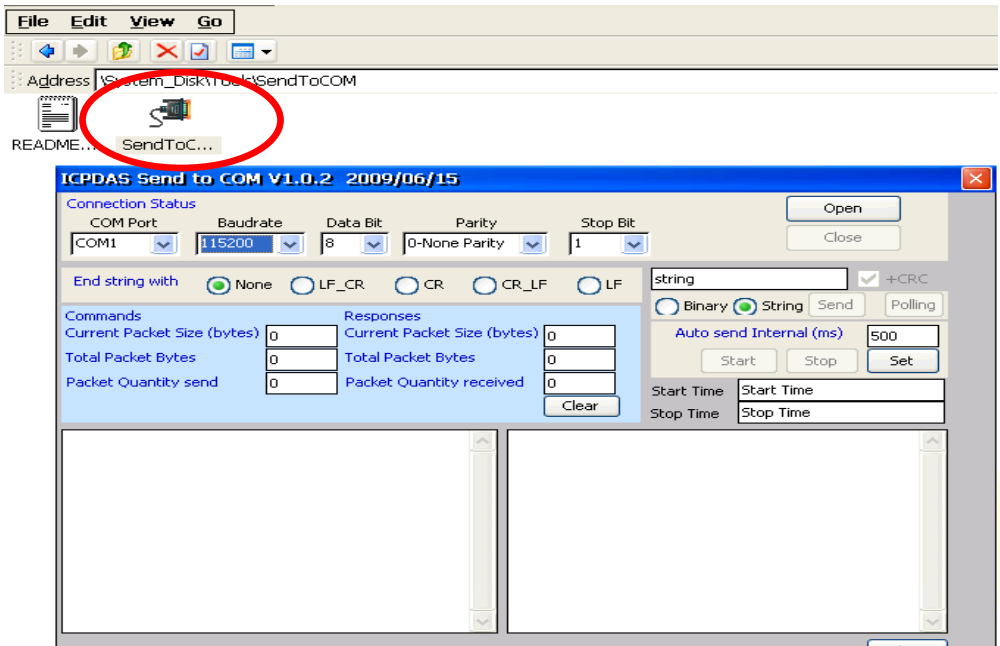 File Edit View Go
Address \System_Disk\Tools\SendToCOM
README... SendToC...
ICPDAS Send to COM V1.0.2 2009/06/15
Connection Status
COM Port Baudrate Data Bit Parity Stop Bit
COM1 115200 8 0-None Parity 1
Open
Close
End string with None LF_CR CR CR_LF LF
string +CRC
Binary String Send Polling
Commands Responses
Current Packet Size (bytes) 0 Current Packet Size (bytes) 0
Total Packet Bytes 0 Total Packet Bytes 0
Packet Quantity send 0 Packet Quantity received 0
Clear
Auto send Internal (ms) 500
Start Stop Set
Start Time Start Time
Stop Time Stop Time